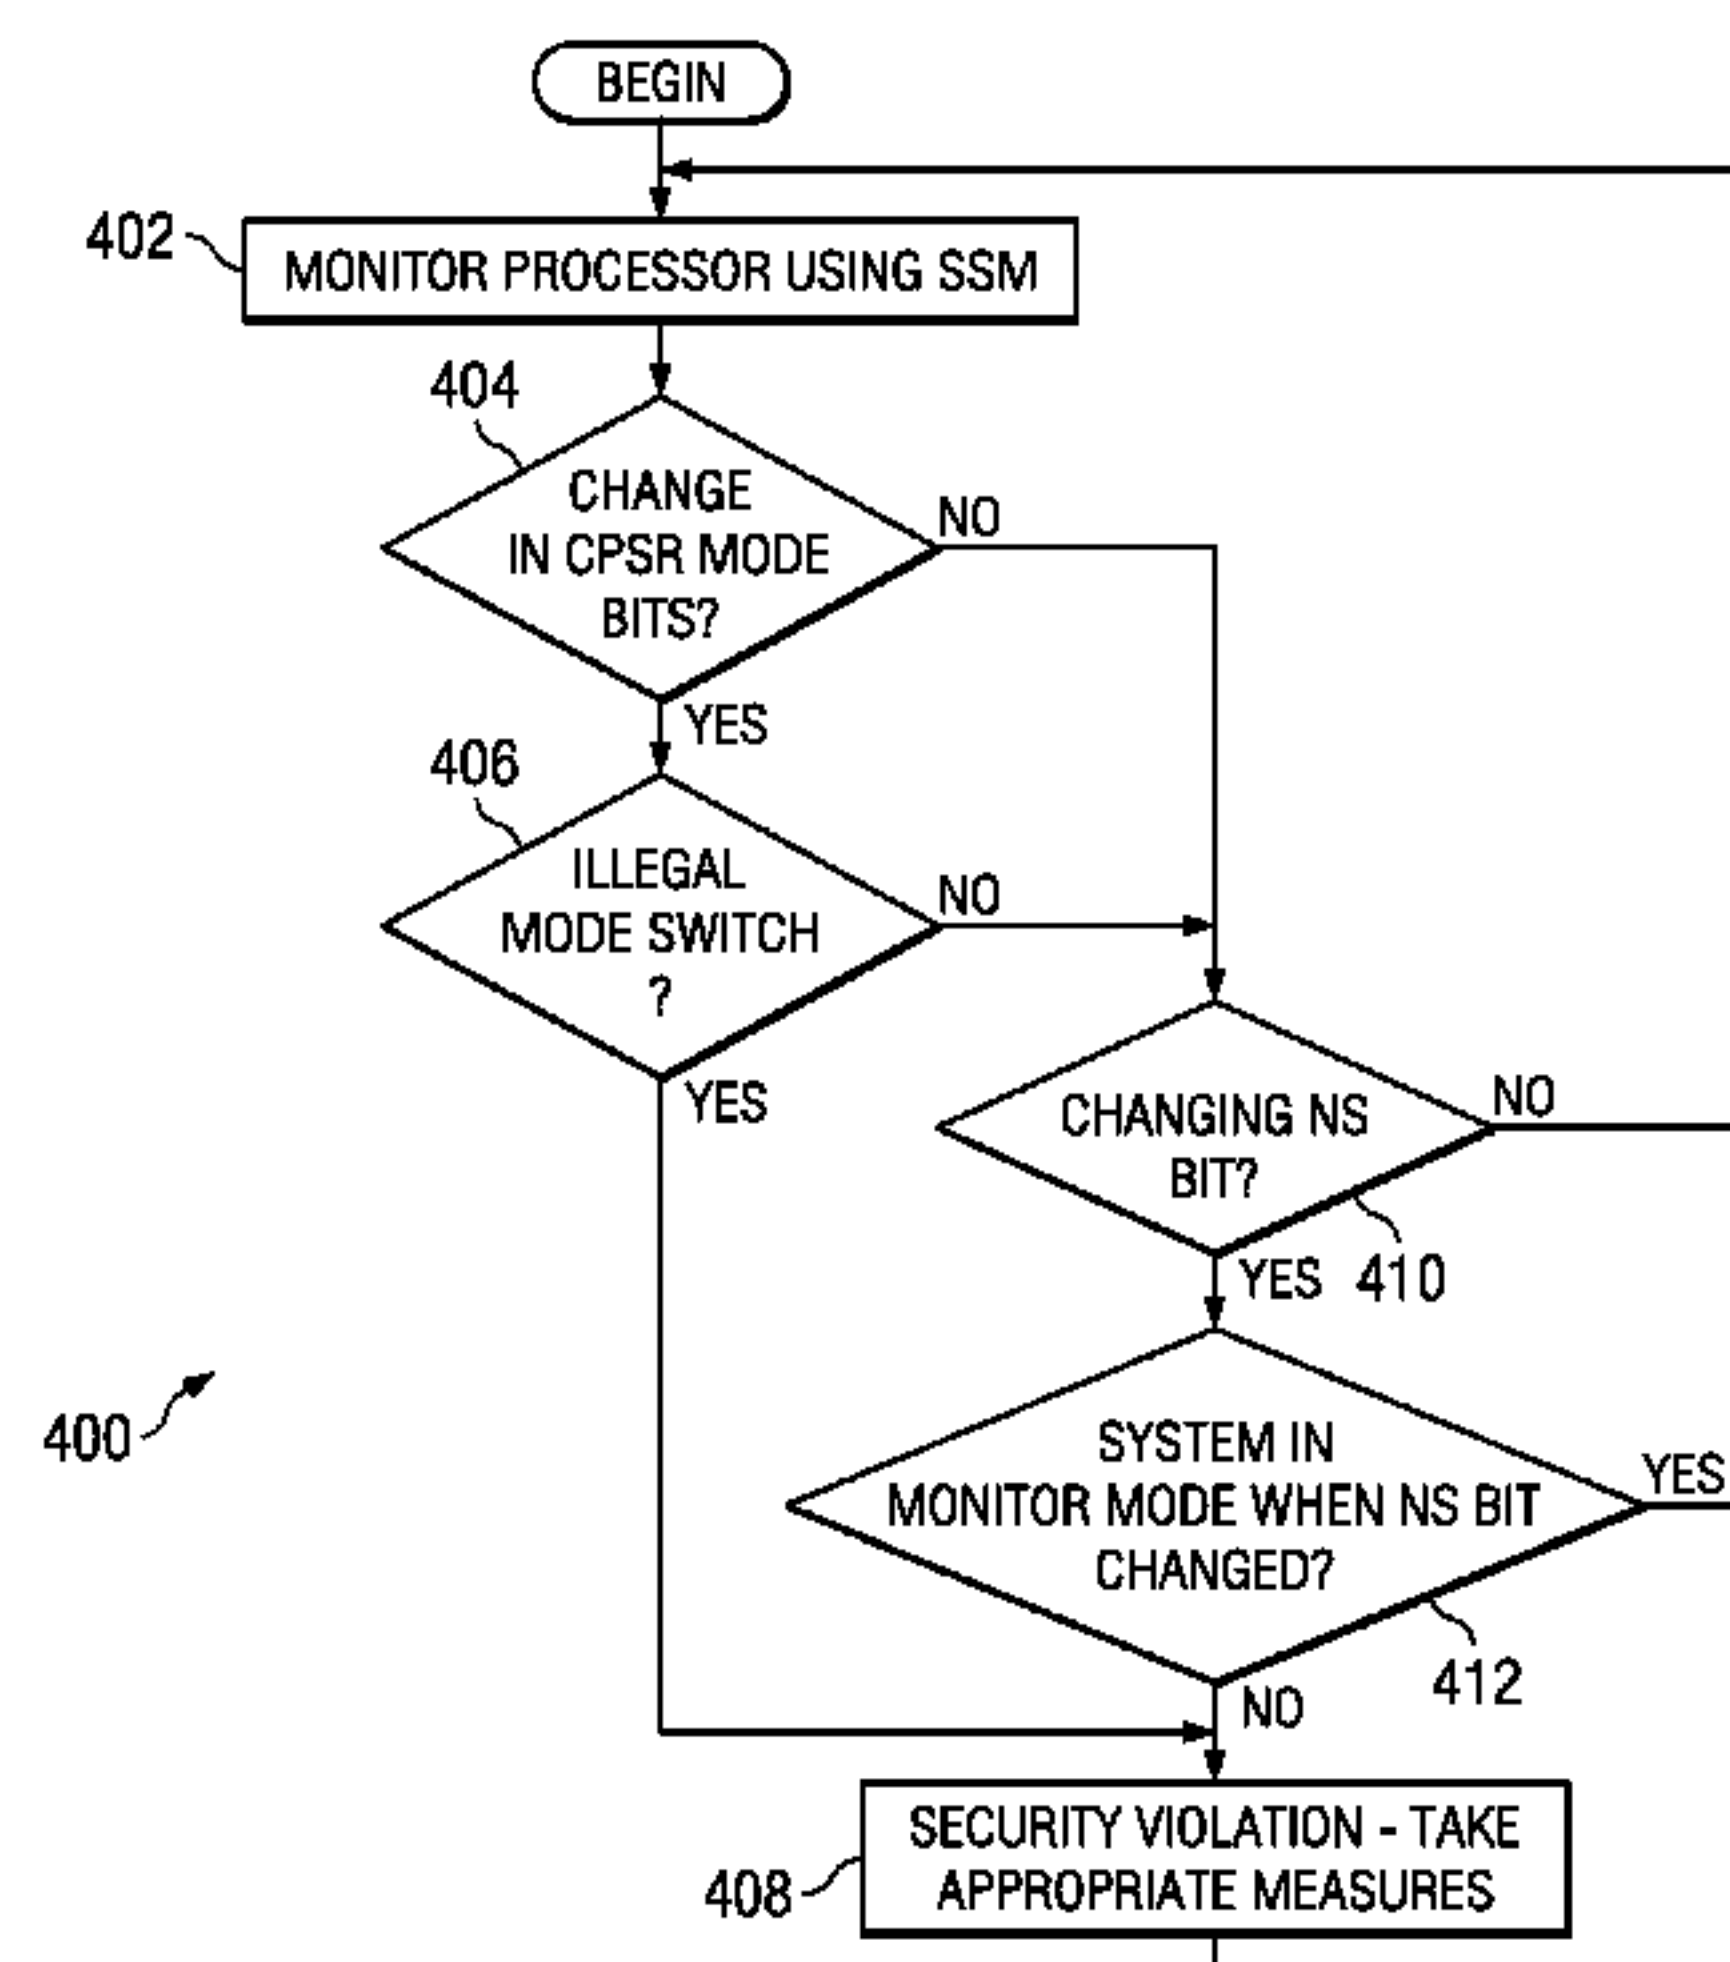 BEGIN
402
MONITOR PROCESSOR USING SSM
404
CHANGE
IN CPSR MODE
BITS?
NO
YES
406
ILLEGAL
MODE SWITCH
?
NO
YES
CHANGING NS
BIT?
NO
YES
410
400
SYSTEM IN
MONITOR MODE WHEN NS BIT
CHANGED?
YES
412
NO
SECURITY VIOLATION - TAKE
APPROPRIATE MEASURES
408